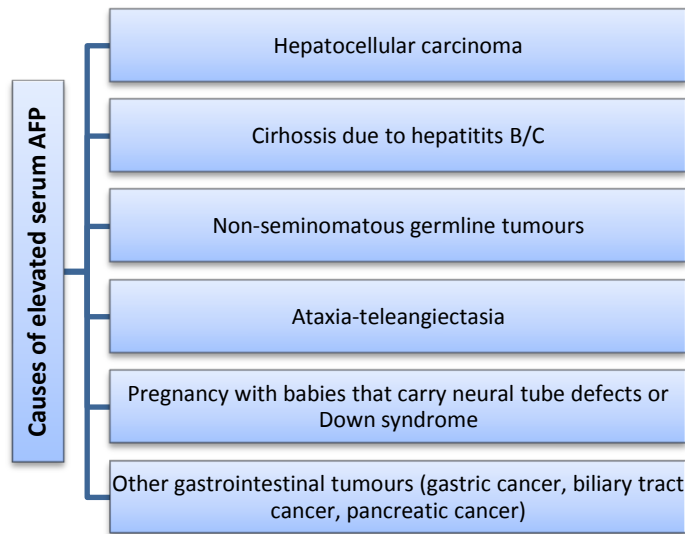 Causes of elevated serum AFP
Hepatocellular carcinoma
Cirhossis due to hepatitits B/C
Non-seminomatous germline tumours
Ataxia-teleangiectasia
Pregnancy with babies that carry neural tube defects or
Down syndrome
Other gastrointestinal tumours (gastric cancer, biliary tract
cancer, pancreatic cancer)